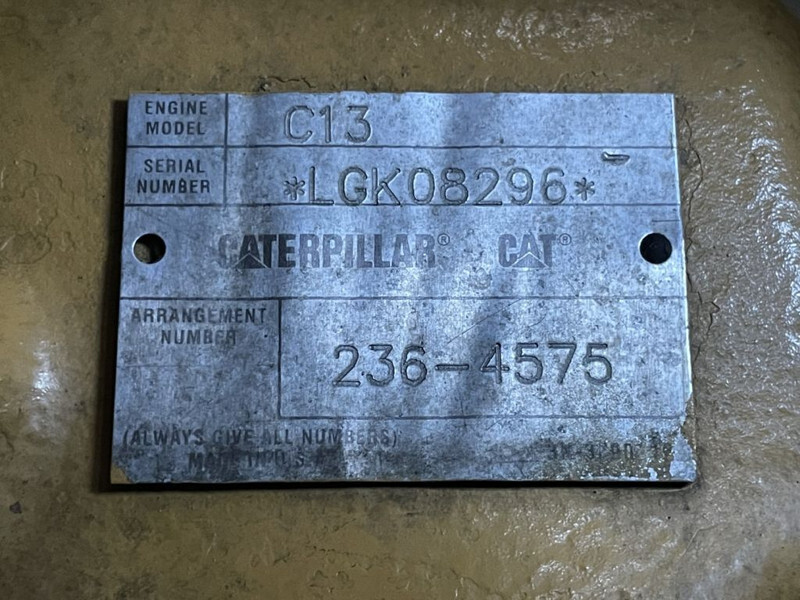 ENGINE MODEL C13
SERIAL NUMBER *LGK08296*
CATERPILLAR® CAT®
ARRANGEMENT NUMBER 236-4575
(ALWAYS GIVE ALL NUMBERS)